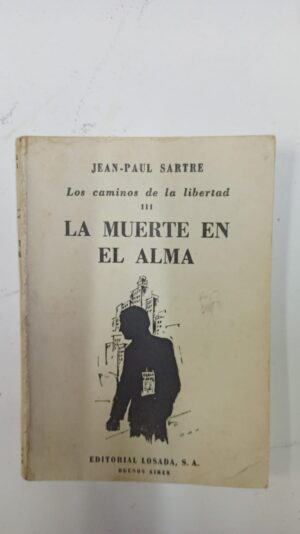 JEAN-PAUL SARTRE
Los caminos de la libertad
III
LA MUERTE EN
EL ALMA
EDITORIAL LOSADA, S. A.
BUENOS AIRES